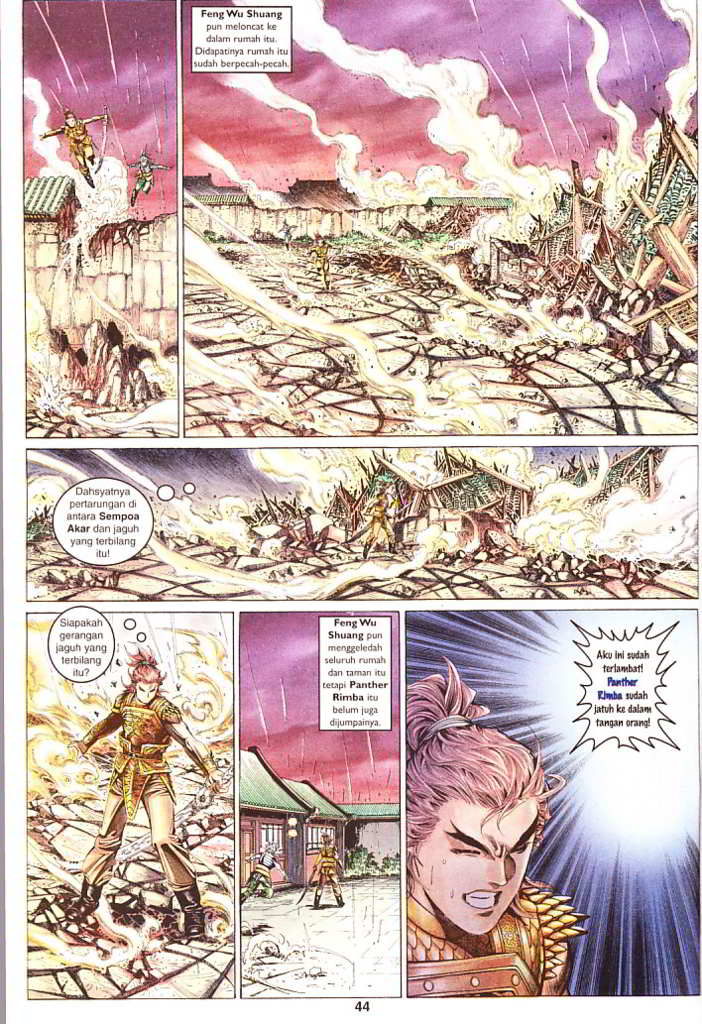 Feng Wu Shuang
pun meloncat ke
dalam rumah itu.
Didapatinya rumah itu
sudah berpecah-pecah.
Dahsyatnya
pertarungan di
antara Sempoa
Akar dan jaguh
yang terbilang
itu!
Siapakah
gerangan
jaguh yang
terbilang
itu?
Feng Wu
Shuang pun
menggeledah
seluruh rumah
dan taman itu
tetapi Panther
Rimba itu
belum juga
dijumpainya.
Aku ini sudah
terlambat!
Panther
Rimba sudah
jatuh ke dalam
tangan orang!
44